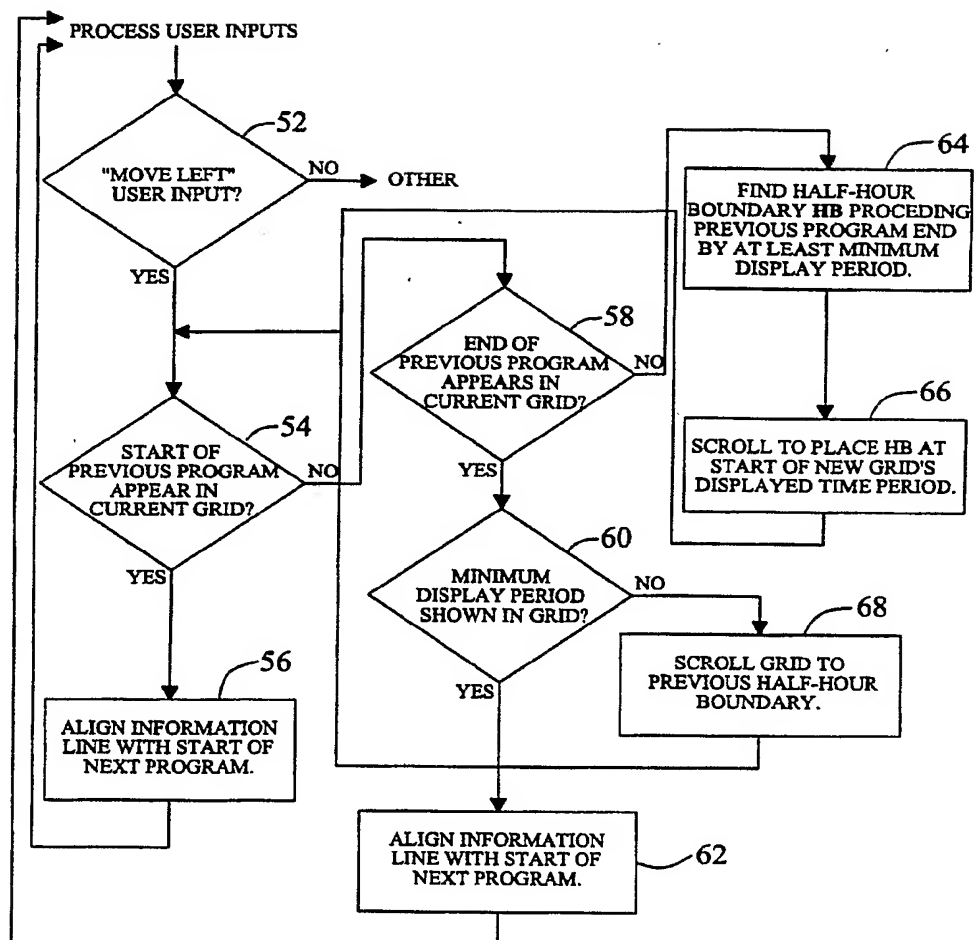 PROCESS USER INPUTS
52
"MOVE LEFT"
USER INPUT?
NO
OTHER
YES
54
START OF
PREVIOUS PROGRAM
APPEAR IN
CURRENT GRID?
NO
YES
56
ALIGN INFORMATION
LINE WITH START OF
NEXT PROGRAM.
58
END OF
PREVIOUS PROGRAM
APPEARS IN
CURRENT GRID?
NO
YES
60
MINIMUM
DISPLAY PERIOD
SHOWN IN GRID?
NO
YES
62
ALIGN INFORMATION
LINE WITH START OF
NEXT PROGRAM.
64
FIND HALF-HOUR
BOUNDARY HB PROCEDING
PREVIOUS PROGRAM END
BY AT LEAST MINIMUM
DISPLAY PERIOD.
66
SCROLL TO PLACE HB AT
START OF NEW GRID'S
DISPLAYED TIME PERIOD.
68
SCROLL GRID TO
PREVIOUS HALF-HOUR
BOUNDARY.